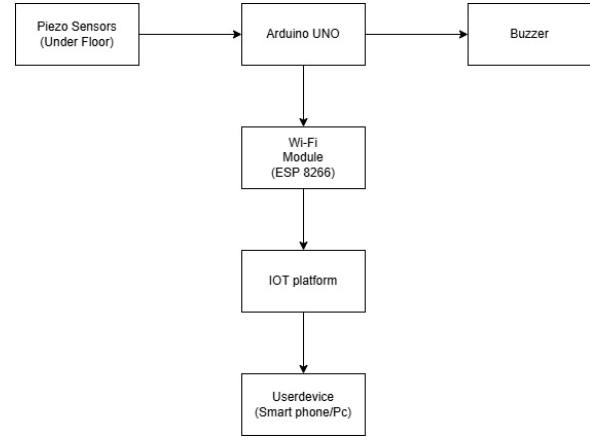 Piezo Sensors
(Under Floor)
Arduino UNO
Buzzer
Wi-Fi
Module
(ESP 8266)
IOT platform
Userdevice
(Smart phone/Pc)